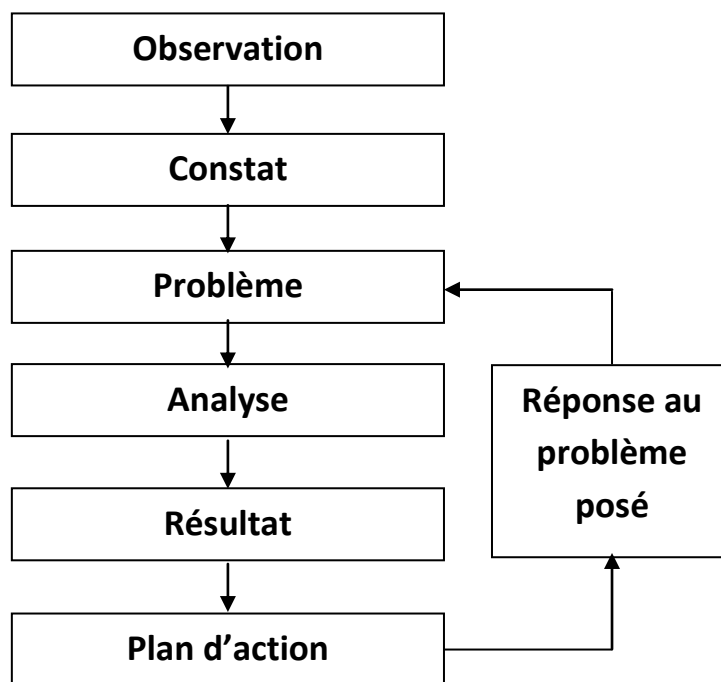 Observation
Constat
Problème
Analyse
Réponse au
problème
posé
Résultat
Plan d’action